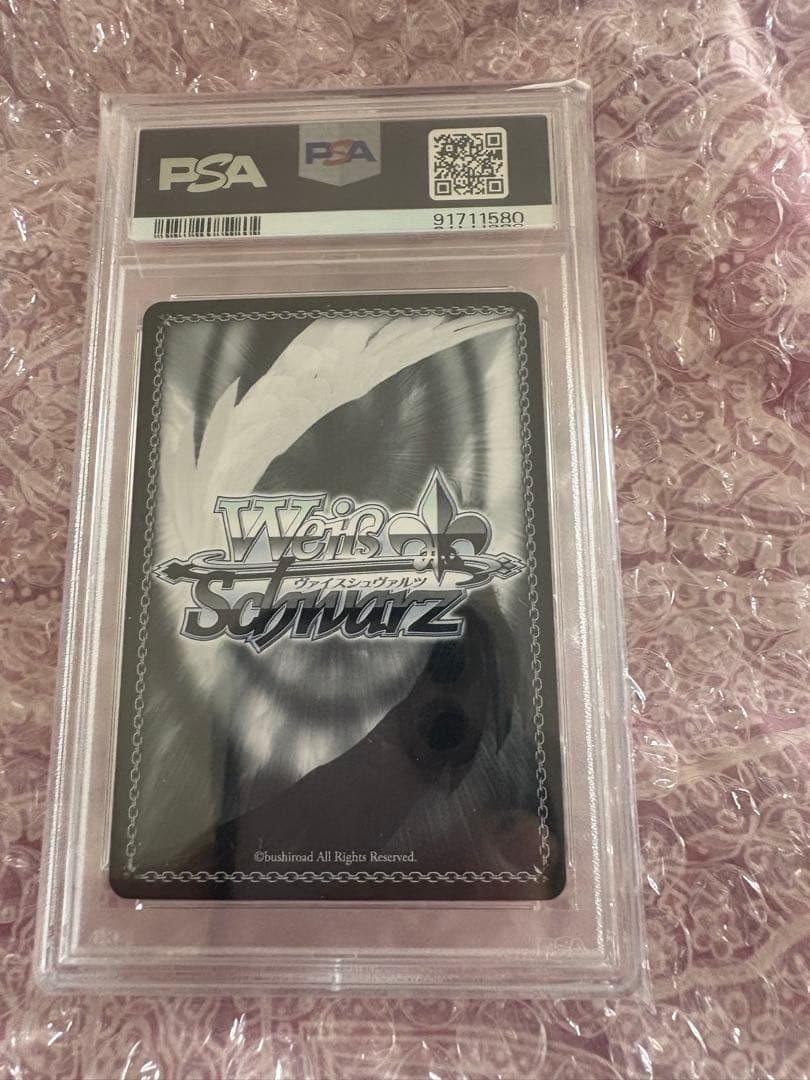 PSA
PSA
91711580
Weiß
ヴァイスシュヴァルツ
Schwarz
©bushiroad All Rights Reserved.
PSA